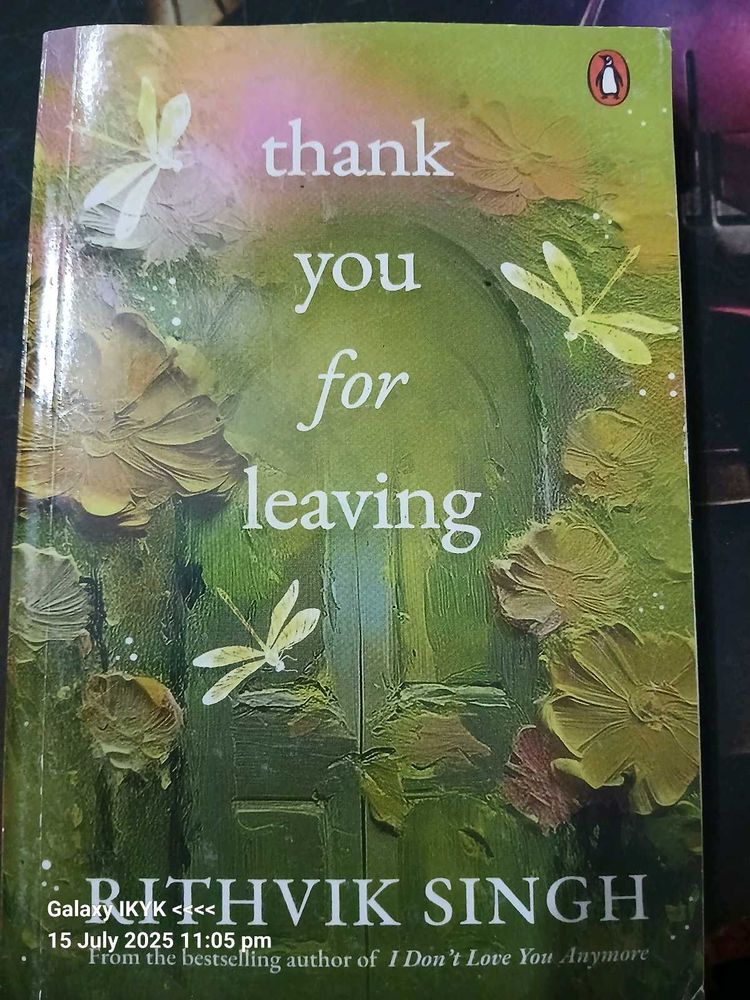 thank
you
for
leaving
RITHVIK SINGH
Galaxy IKYK <<<<
15 July 2025 11:05 pm
From the bestselling author of I Don't Love You Anymore